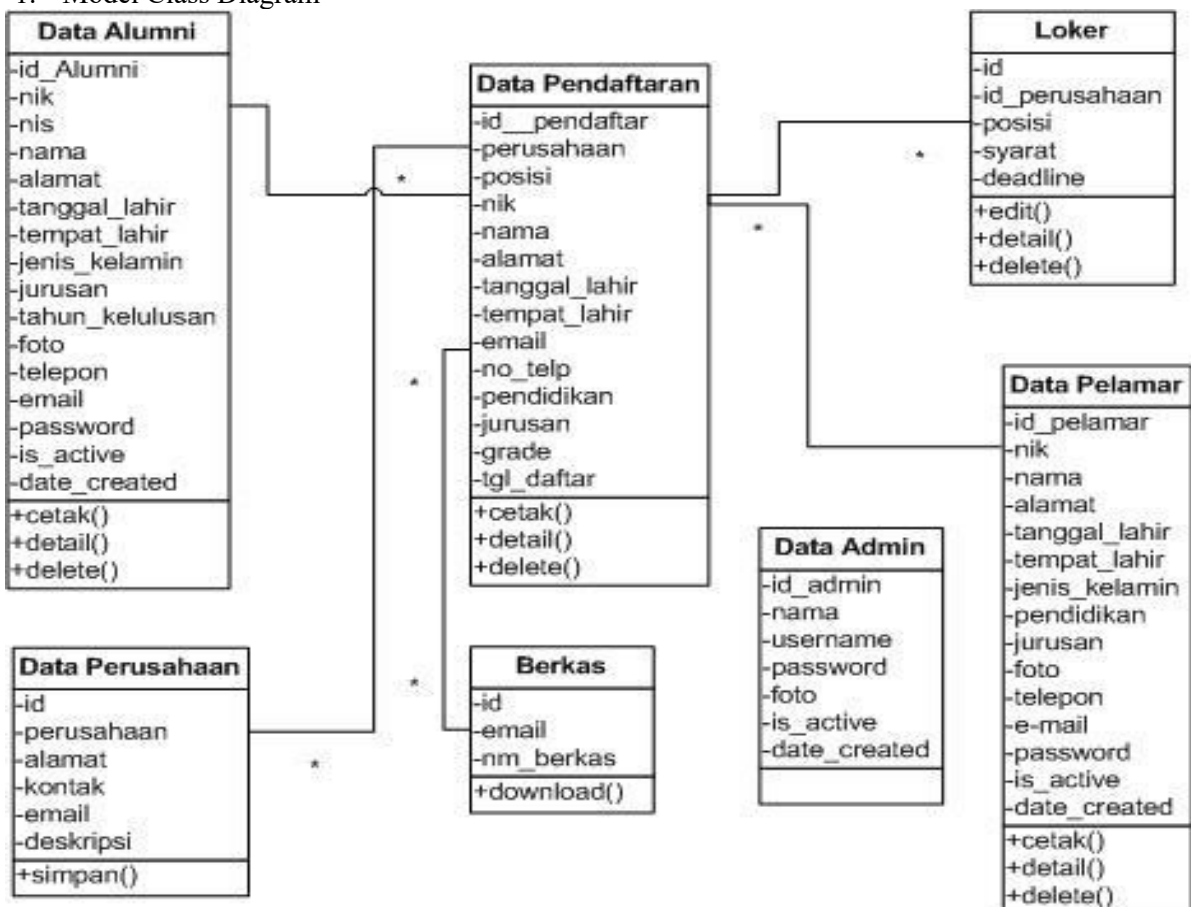 1. Model Class Diagram
Data Alumni
-id_Alumni
-nik
-nis
-nama
-alamat
-tanggal_lahir
-tempat_lahir
-jenis_kelamin
-jurusan
-tahun_kelulusan
-foto
-telepon
-email
-password
-is_active
-date_created
+cetak()
+detail()
+delete()
Data Pendaftaran
-id__pendaftar
-perusahaan
-posisi
-nik
-nama
-alamat
-tanggal_lahir
-tempat_lahir
-email
-no_telp
-pendidikan
-jurusan
-grade
-tgl_daftar
+cetak()
+detail()
+delete()
Loker
-id
-id_perusahaan
-posisi
-syarat
-deadline
+edit()
+detail()
+delete()
*
*
*
*
*
*
Data Perusahaan
-id
-perusahaan
-alamat
-kontak
-email
-deskripsi
+simpan()
Berkas
-id
-email
-nm_berkas
+download()
Data Admin
-id_admin
-nama
-username
-password
-foto
-is_active
-date_created
Data Pelamar
-id_pelamar
-nik
-nama
-alamat
-tanggal_lahir
-tempat_lahir
-jenis_kelamin
-pendidikan
-jurusan
-foto
-telepon
-e-mail
-password
-is_active
-date_created
+cetak()
+detail()
+delete()